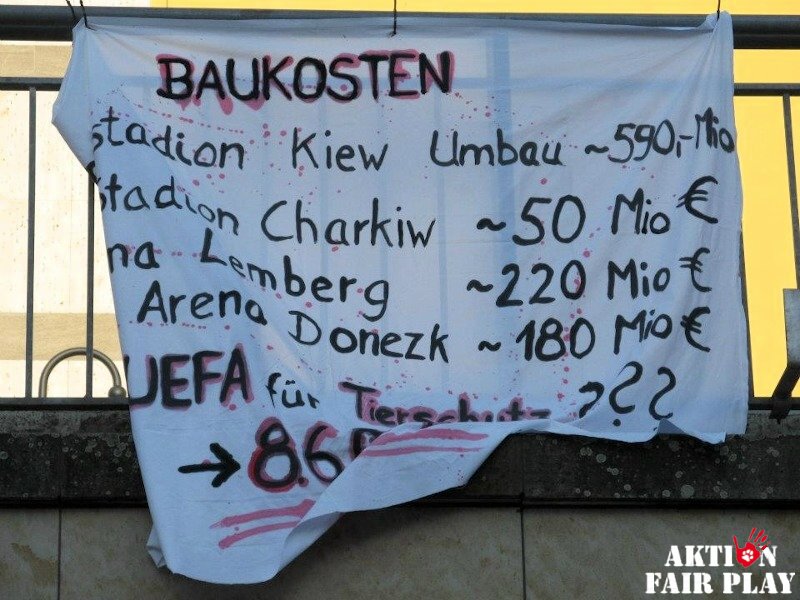 BAUKOSTEN
Stadion Kiew Umbau ~590,- Mio
Stadion Charkiw ~50 Mio €
na Lemberg ~220 Mio €
Arena Donezk ~180 Mio €
UEFA für Tierschutz ???
→ 8.6
AKTION
FAIR PLAY